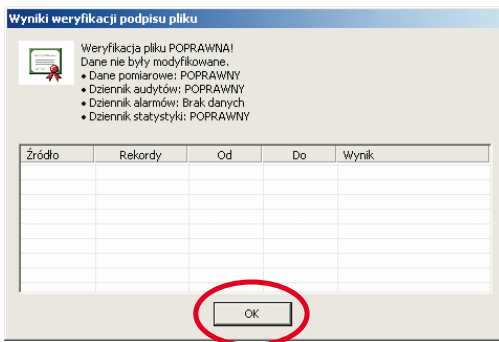 Wyniki weryfikacji podpisu pliku
Weryfikacja pliku POPRAWNA!
Dane nie były modyfikowane.
• Dane pomiarowe: POPRAWNY
• Dziennik audytów: POPRAWNY
• Dziennik alarmów: Brak danych
• Dziennik statystyki: POPRAWNY
Źródło Rekordy Od Do Wynik
OK